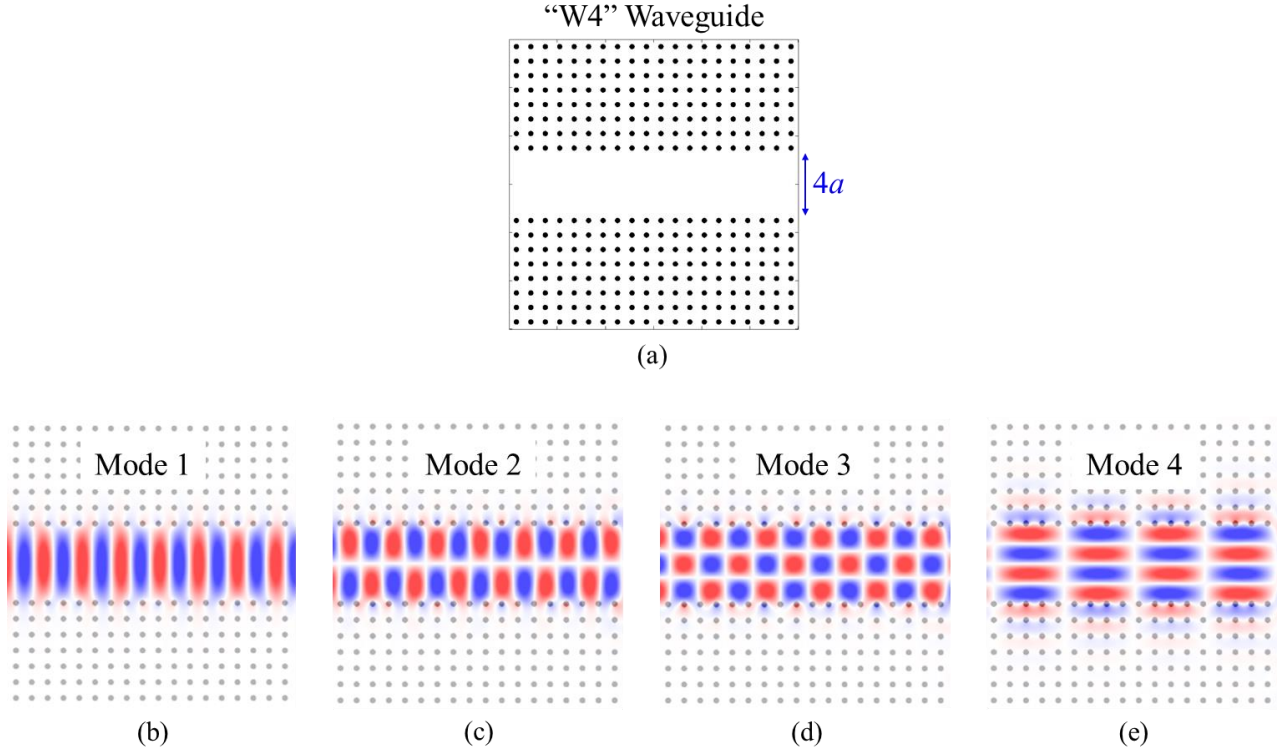 “W4” Waveguide
4a
(a)
Mode 1
Mode 2
Mode 3
Mode 4
(b)
(c)
(d)
(e)